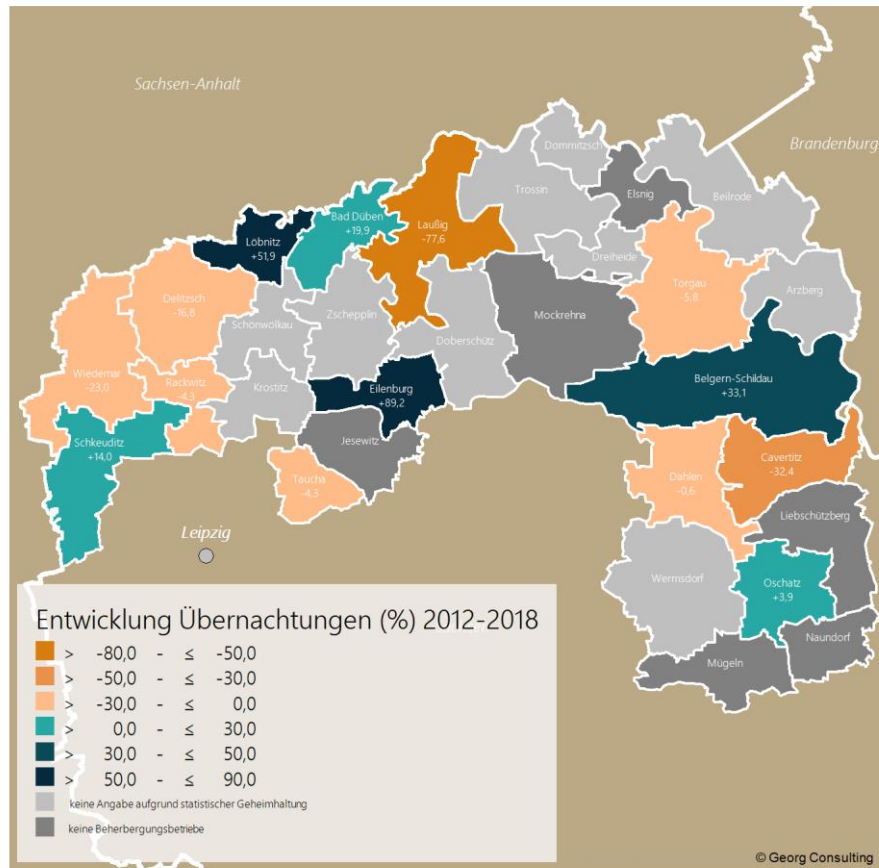 Sachsen-Anhalt
Brandenburg
Dommitzsch
Elsnig
Beilrode
Trossin
Bad Düben
+19,9
Laußig
-77,6
Löbnitz
+51,9
Dreiheide
Torgau
-5,8
Arzberg
Delitzsch
-16,8
Mockrehna
Zschepplin
Schönwölkau
Doberschütz
Wiedemar
-23,0
Rackwitz
-4,3
Krostitz
Eilenburg
+89,2
Belgern-Schildau
+33,1
Schkeuditz
+14,0
Jesewitz
Cavertitz
-32,4
Taucha
-4,3
Dahlen
-0,6
Liebschützberg
Leipzig
Wermsdorf
Oschatz
+3,9
Naundorf
Mügeln
Entwicklung Übernachtungen (%) 2012-2018
> -80,0 - ≤ -50,0
> -50,0 - ≤ -30,0
> -30,0 - ≤ 0,0
> 0,0 - ≤ 30,0
> 30,0 - ≤ 50,0
> 50,0 - ≤ 90,0
keine Angabe aufgrund statistischer Geheimhaltung
keine Beherbergungsbetriebe
© Georg Consulting